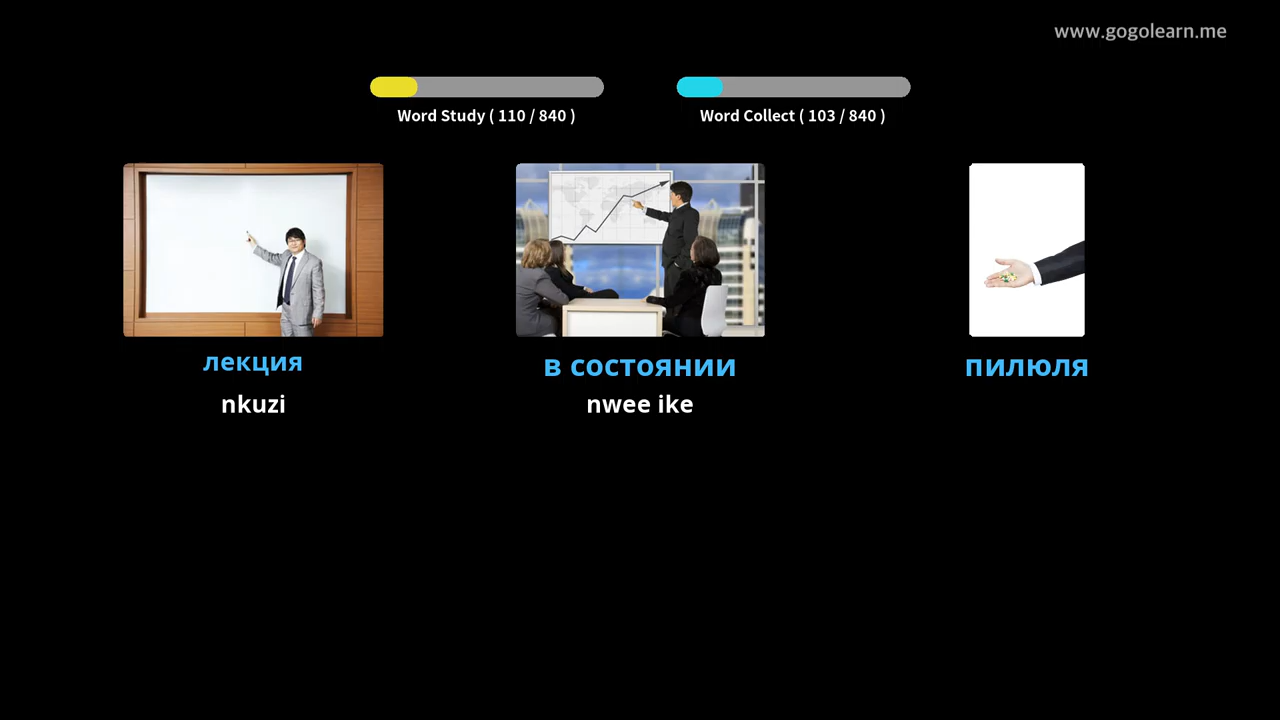 www.gogolearn.me
Word Study ( 110 / 840 )
Word Collect ( 103 / 840 )
лекция
nkuzi
в состоянии
nwee ike
пилюля